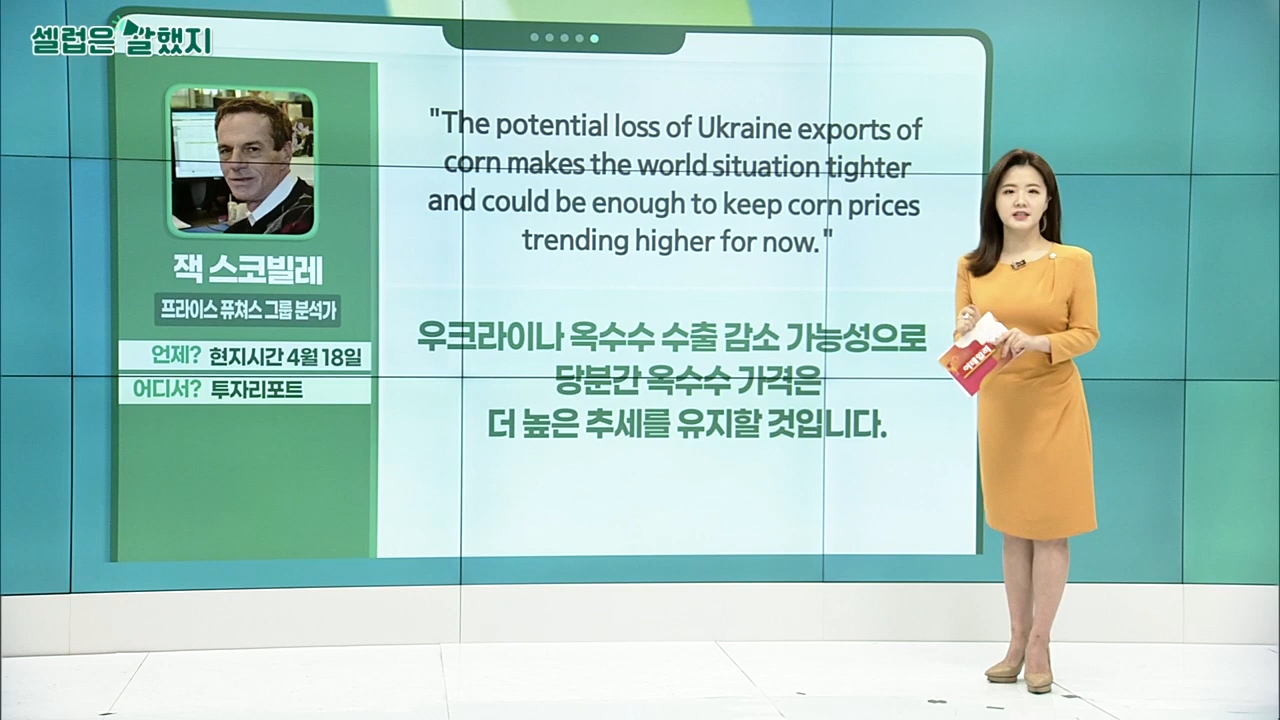 셀럽은 말했지
잭 스코빌레
프라이스 퓨쳐스 그룹 분석가
언제? 현지시간 4월 18일
어디서? 투자리포트
"The potential loss of Ukraine exports of
corn makes the world situation tighter
and could be enough to keep corn prices
trending higher for now."
우크라이나 옥수수 수출 감소 가능성으로
당분간 옥수수 가격은
더 높은 추세를 유지할 것입니다.